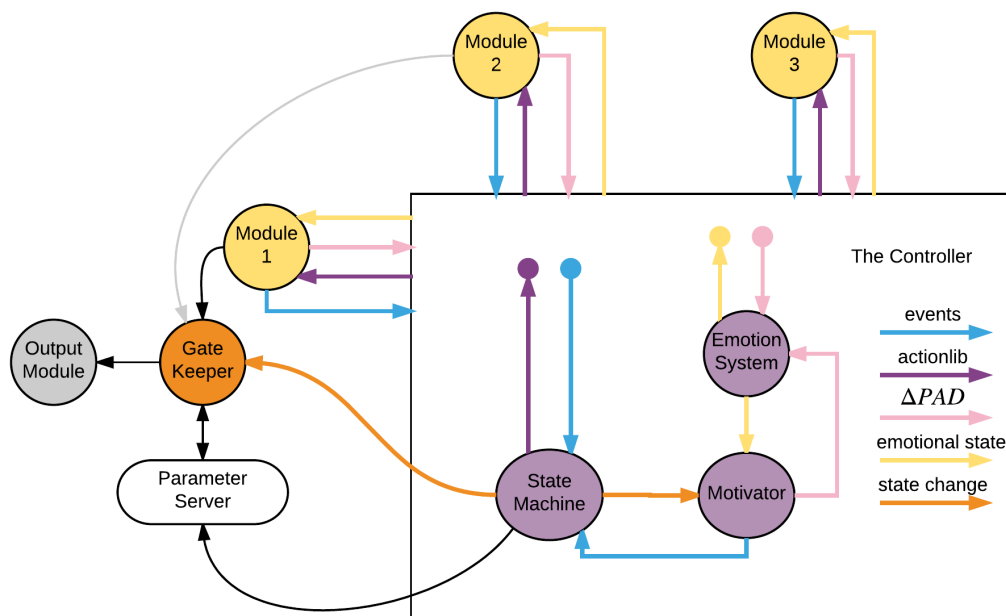 Module
2
Module
3
Module
1
The Controller
events
actionlib
ΔPAD
emotional state
state change
Output
Module
Gate
Keeper
Emotion
System
Parameter
Server
State
Machine
Motivator